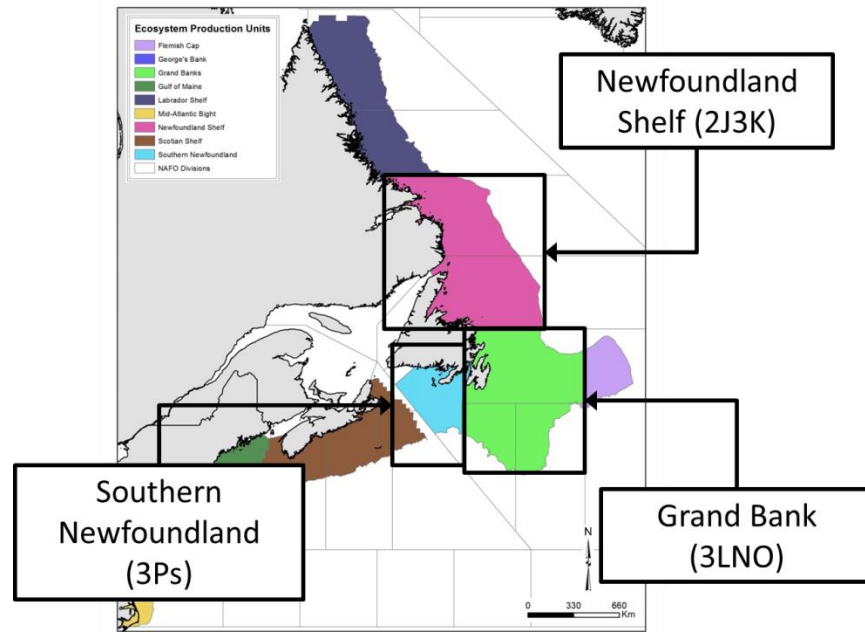 Ecosystem Production Units
Flemish Cap
George's Bank
Grand Banks
Gulf of Maine
Labrador Shelf
Mid-Atlantic Bight
Newfoundland Shelf
Scotian Shelf
Southern Newfoundland
NAFO Divisions
Newfoundland
Shelf (2J3K)
Southern
Newfoundland
(3Ps)
Grand Bank
(3LNO)
N
0 330 660
km